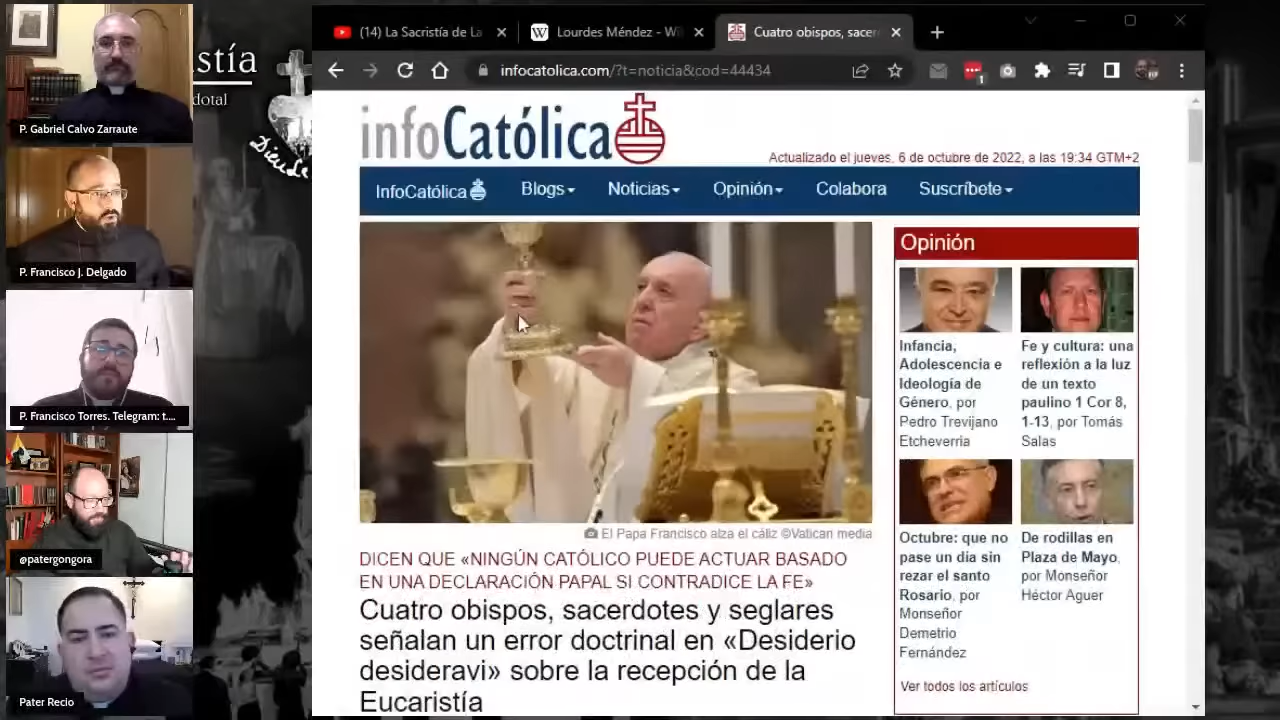 P. Gabriel Calvo Zarraute
P. Francisco J. Delgado
P. Francisco Torres. Telegram: t....
@patergongora
Pater Recio
stía
dotal
(14) La Sacristía de La
Lourdes Méndez - Wi
Cuatro obispos, sacer
infocatolica.com/?t=noticia&cod=44434
1
infoCatólica
Actualizado el jueves, 6 de octubre de 2022, a las 19:34 GTM+2
InfoCatólica Blogs Noticias Opinión Colabora Suscríbete
El Papa Francisco alza el cáliz ©Vatican media
DICEN QUE «NINGÚN CATÓLICO PUEDE ACTUAR BASADO
EN UNA DECLARACIÓN PAPAL SI CONTRADICE LA FE»
Cuatro obispos, sacerdotes y seglares
señalan un error doctrinal en «Desiderio
desideravi» sobre la recepción de la
Eucaristía
Opinión
Infancia,
Adolescencia e
Ideología de
Género, por
Pedro Trevijano
Etcheverria
Fe y cultura: una
reflexión a la luz
de un texto
paulino 1 Cor 8,
1-13, por Tomás
Salas
Octubre: que no
pase un día sin
rezar el santo
Rosario, por
Monseñor
Demetrio
Fernández
De rodillas en
Plaza de Mayo,
por Monseñor
Héctor Aguer
Ver todos los artículos